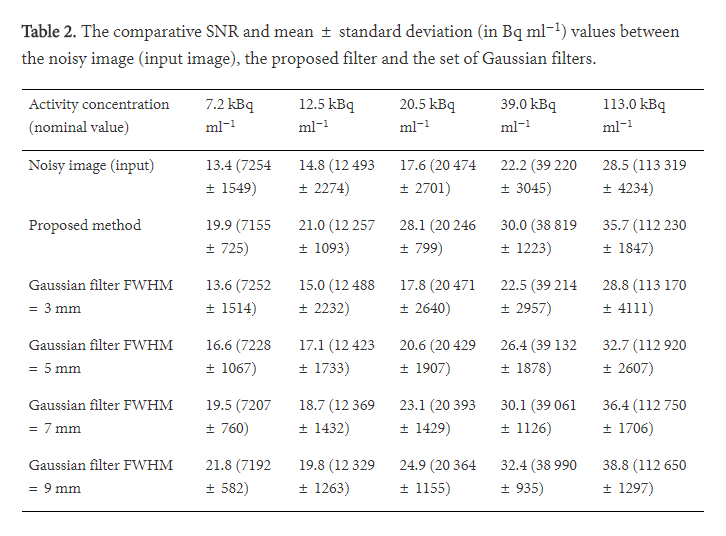 Table 2. The comparative SNR and mean ± standard deviation (in Bq ml⁻¹) values between
the noisy image (input image), the proposed filter and the set of Gaussian filters.
Activity concentration 7.2 kBq 12.5 kBq 20.5 kBq 39.0 kBq 113.0 kBq
(nominal value) ml⁻¹ ml⁻¹ ml⁻¹ ml⁻¹ ml⁻¹
Noisy image (input) 13.4 (7254 14.8 (12 493 17.6 (20 474 22.2 (39 220 28.5 (113 319
± 1549) ± 2274) ± 2701) ± 3045) ± 4234)
Proposed method 19.9 (7155 21.0 (12 257 28.1 (20 246 30.0 (38 819 35.7 (112 230
± 725) ± 1093) ± 799) ± 1223) ± 1847)
Gaussian filter FWHM 13.6 (7252 15.0 (12 488 17.8 (20 471 22.5 (39 214 28.8 (113 170
= 3 mm ± 1514) ± 2232) ± 2640) ± 2957) ± 4111)
Gaussian filter FWHM 16.6 (7228 17.1 (12 423 20.6 (20 429 26.4 (39 132 32.7 (112 920
= 5 mm ± 1067) ± 1733) ± 1907) ± 1878) ± 2607)
Gaussian filter FWHM 19.5 (7207 18.7 (12 369 23.1 (20 393 30.1 (39 061 36.4 (112 750
= 7 mm ± 760) ± 1432) ± 1429) ± 1126) ± 1706)
Gaussian filter FWHM 21.8 (7192 19.8 (12 329 24.9 (20 364 32.4 (38 990 38.8 (112 650
= 9 mm ± 582) ± 1263) ± 1155) ± 935) ± 1297)